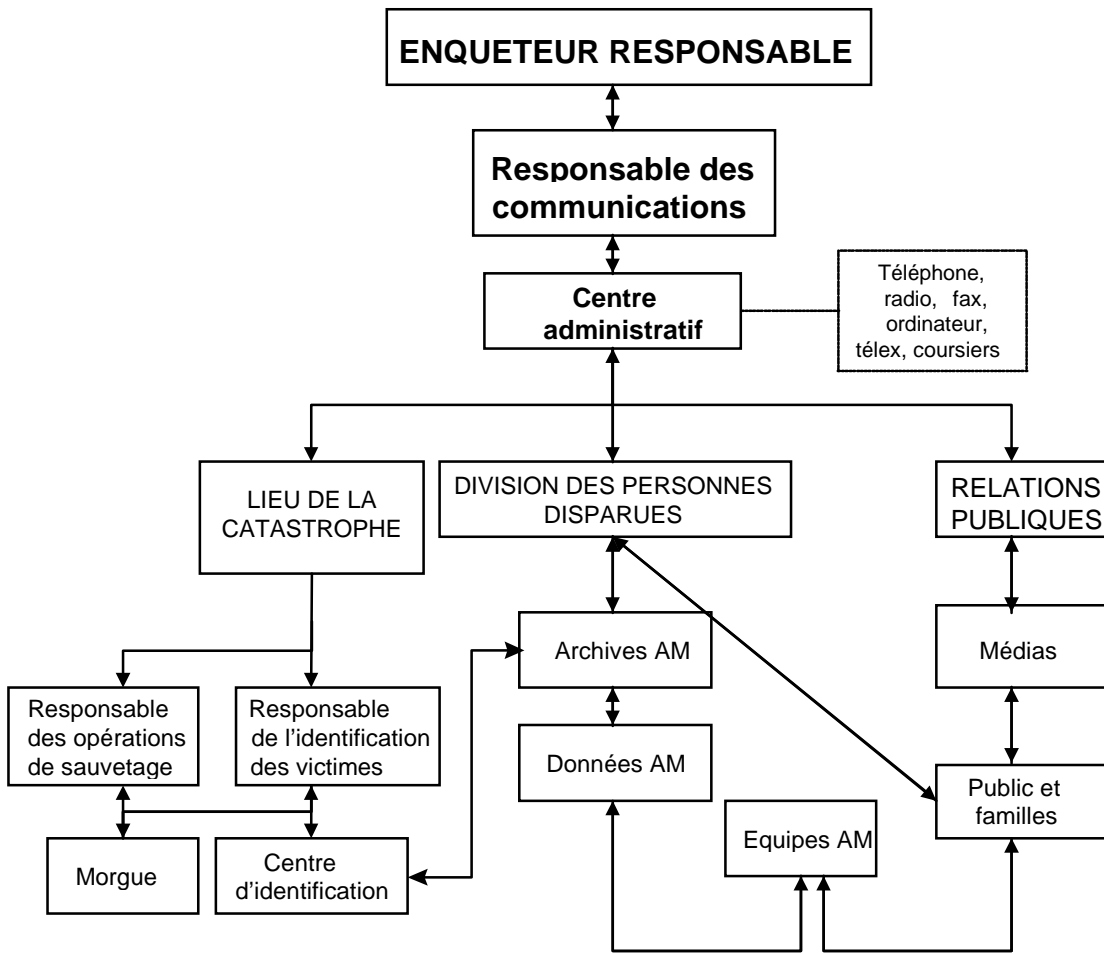 ENQUETEUR RESPONSABLE
Responsable des
communications
Centre
administratif
Téléphone,
radio, fax,
ordinateur,
télex, coursiers
LIEU DE LA
CATASTROPHE
DIVISION DES PERSONNES
DISPARUES
RELATIONS
PUBLIQUES
Archives AM
Médias
Responsable
des opérations
de sauvetage
Responsable
de l'identification
des victimes
Données AM
Public et
familles
Equipes AM
Morgue
Centre
d'identification